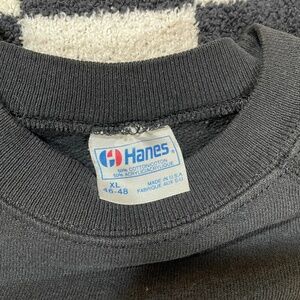 Hanes
50% COTTON/COTON
50% ACRYLIC/ACRYLIQUE
XL
46-48
MADE IN U.S.A.
FABRIQUE AUX É-U